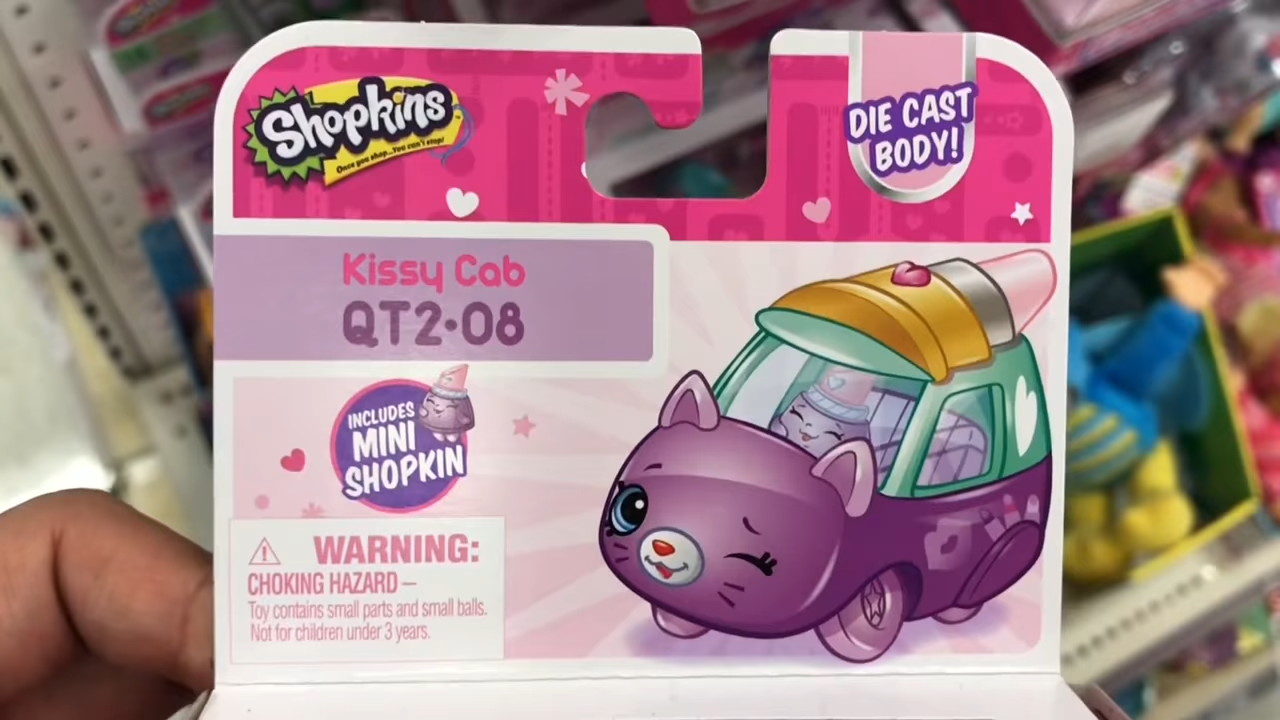 Shopkins
Once you shop...You can't stop!
DIE CAST
BODY!
Kissy Cab
QT2•08
INCLUDES
MINI
SHOPKIN
WARNING:
CHOKING HAZARD –
Toy contains small parts and small balls.
Not for children under 3 years.